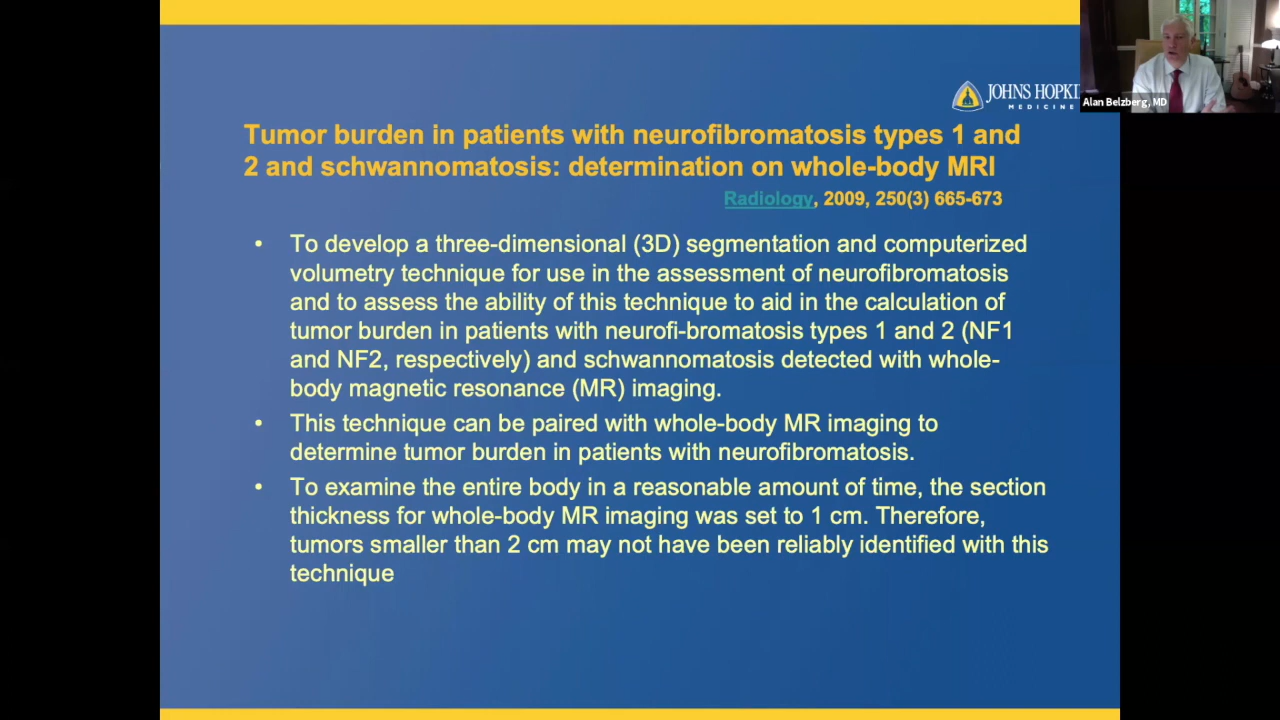 JOHNS HOPKI
MEDICINE
Alan Belzberg, MD
Tumor burden in patients with neurofibromatosis types 1 and
2 and schwannomatosis: determination on whole-body MRI
Radiology, 2009, 250(3) 665-673
• To develop a three-dimensional (3D) segmentation and computerized
volumetry technique for use in the assessment of neurofibromatosis
and to assess the ability of this technique to aid in the calculation of
tumor burden in patients with neurofi-bromatosis types 1 and 2 (NF1
and NF2, respectively) and schwannomatosis detected with whole-
body magnetic resonance (MR) imaging.
• This technique can be paired with whole-body MR imaging to
determine tumor burden in patients with neurofibromatosis.
• To examine the entire body in a reasonable amount of time, the section
thickness for whole-body MR imaging was set to 1 cm. Therefore,
tumors smaller than 2 cm may not have been reliably identified with this
technique